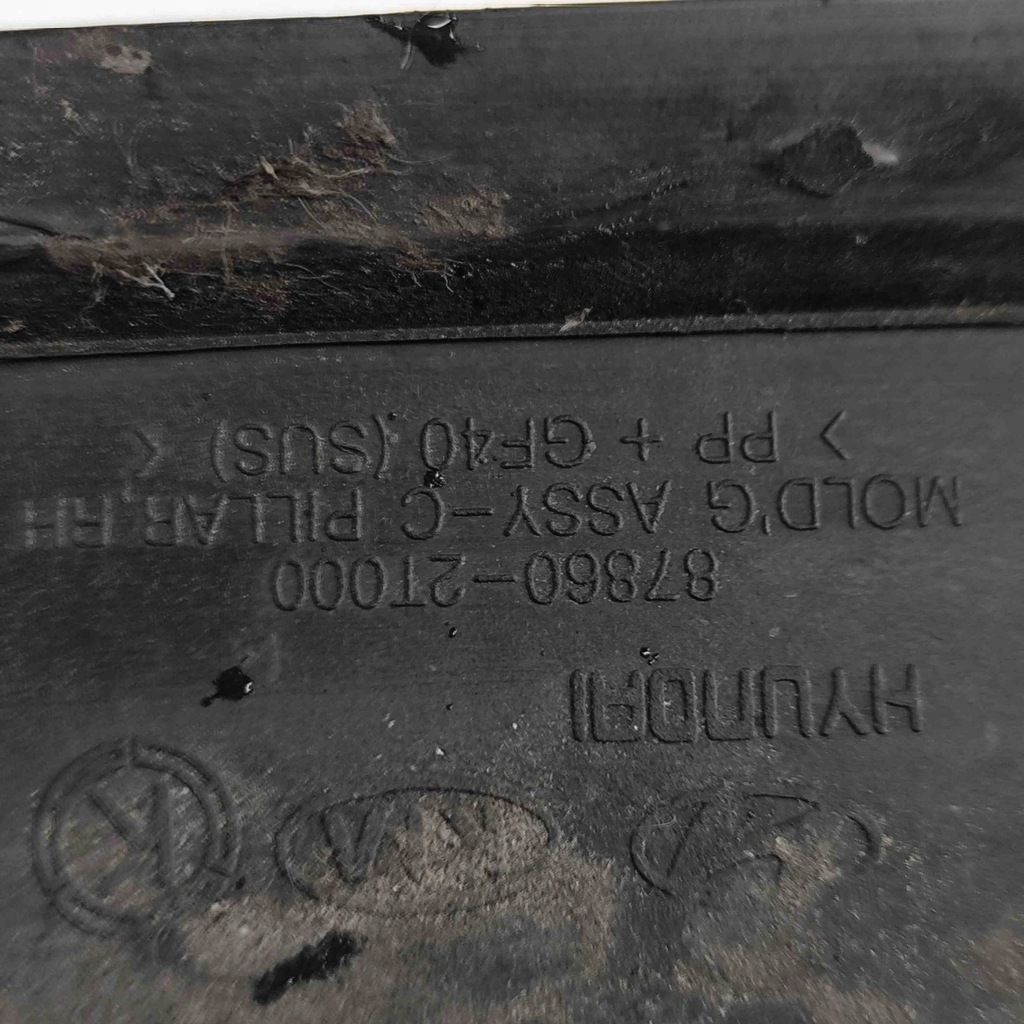 HYUNDAI
87860-2T000
MOLD'G ASSY-C PILLAR,RH
> PP + GF40 (SUS) <